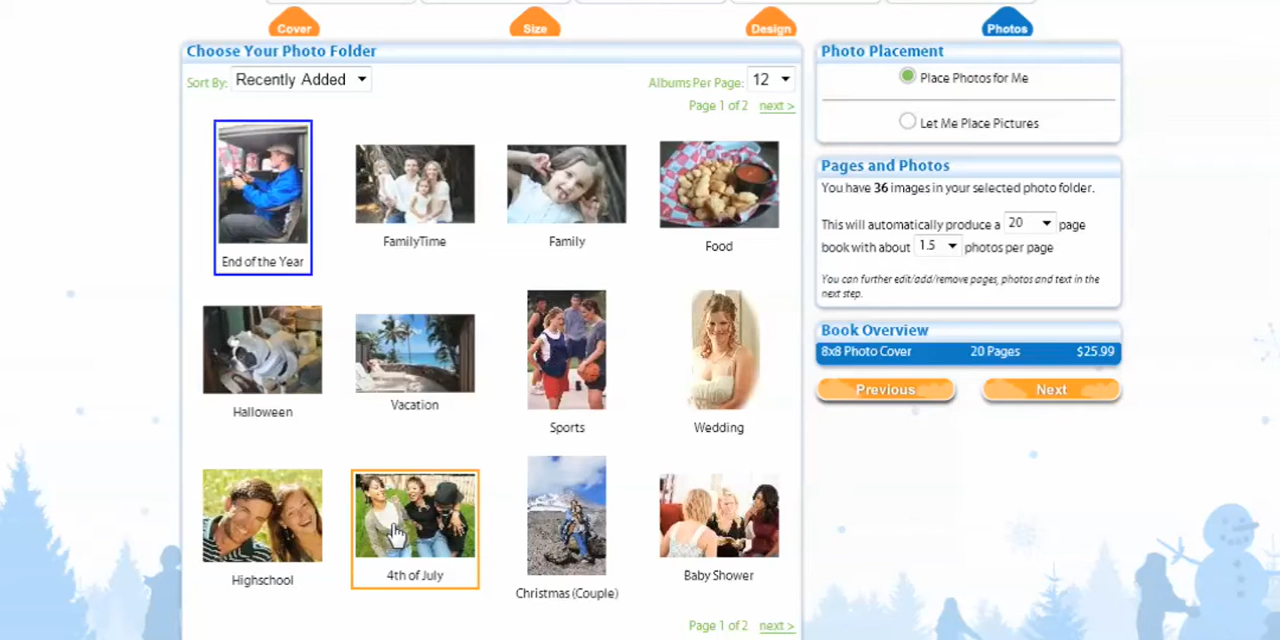 Cover
Size
Design
Photos
Choose Your Photo Folder
Sort By: Recently Added
Albums Per Page: 12
Page 1 of 2 next >
End of the Year
FamilyTime
Family
Food
Halloween
Vacation
Sports
Wedding
Highschool
4th of July
Christmas (Couple)
Baby Shower
Page 1 of 2 next >
Photo Placement
Place Photos for Me
Let Me Place Pictures
Pages and Photos
You have 36 images in your selected photo folder.
This will automatically produce a 20 page
book with about 1.5 photos per page
You can further edit/add/remove pages, photos and text in the
next step.
Book Overview
8x8 Photo Cover 20 Pages $25.99
Previous
Next